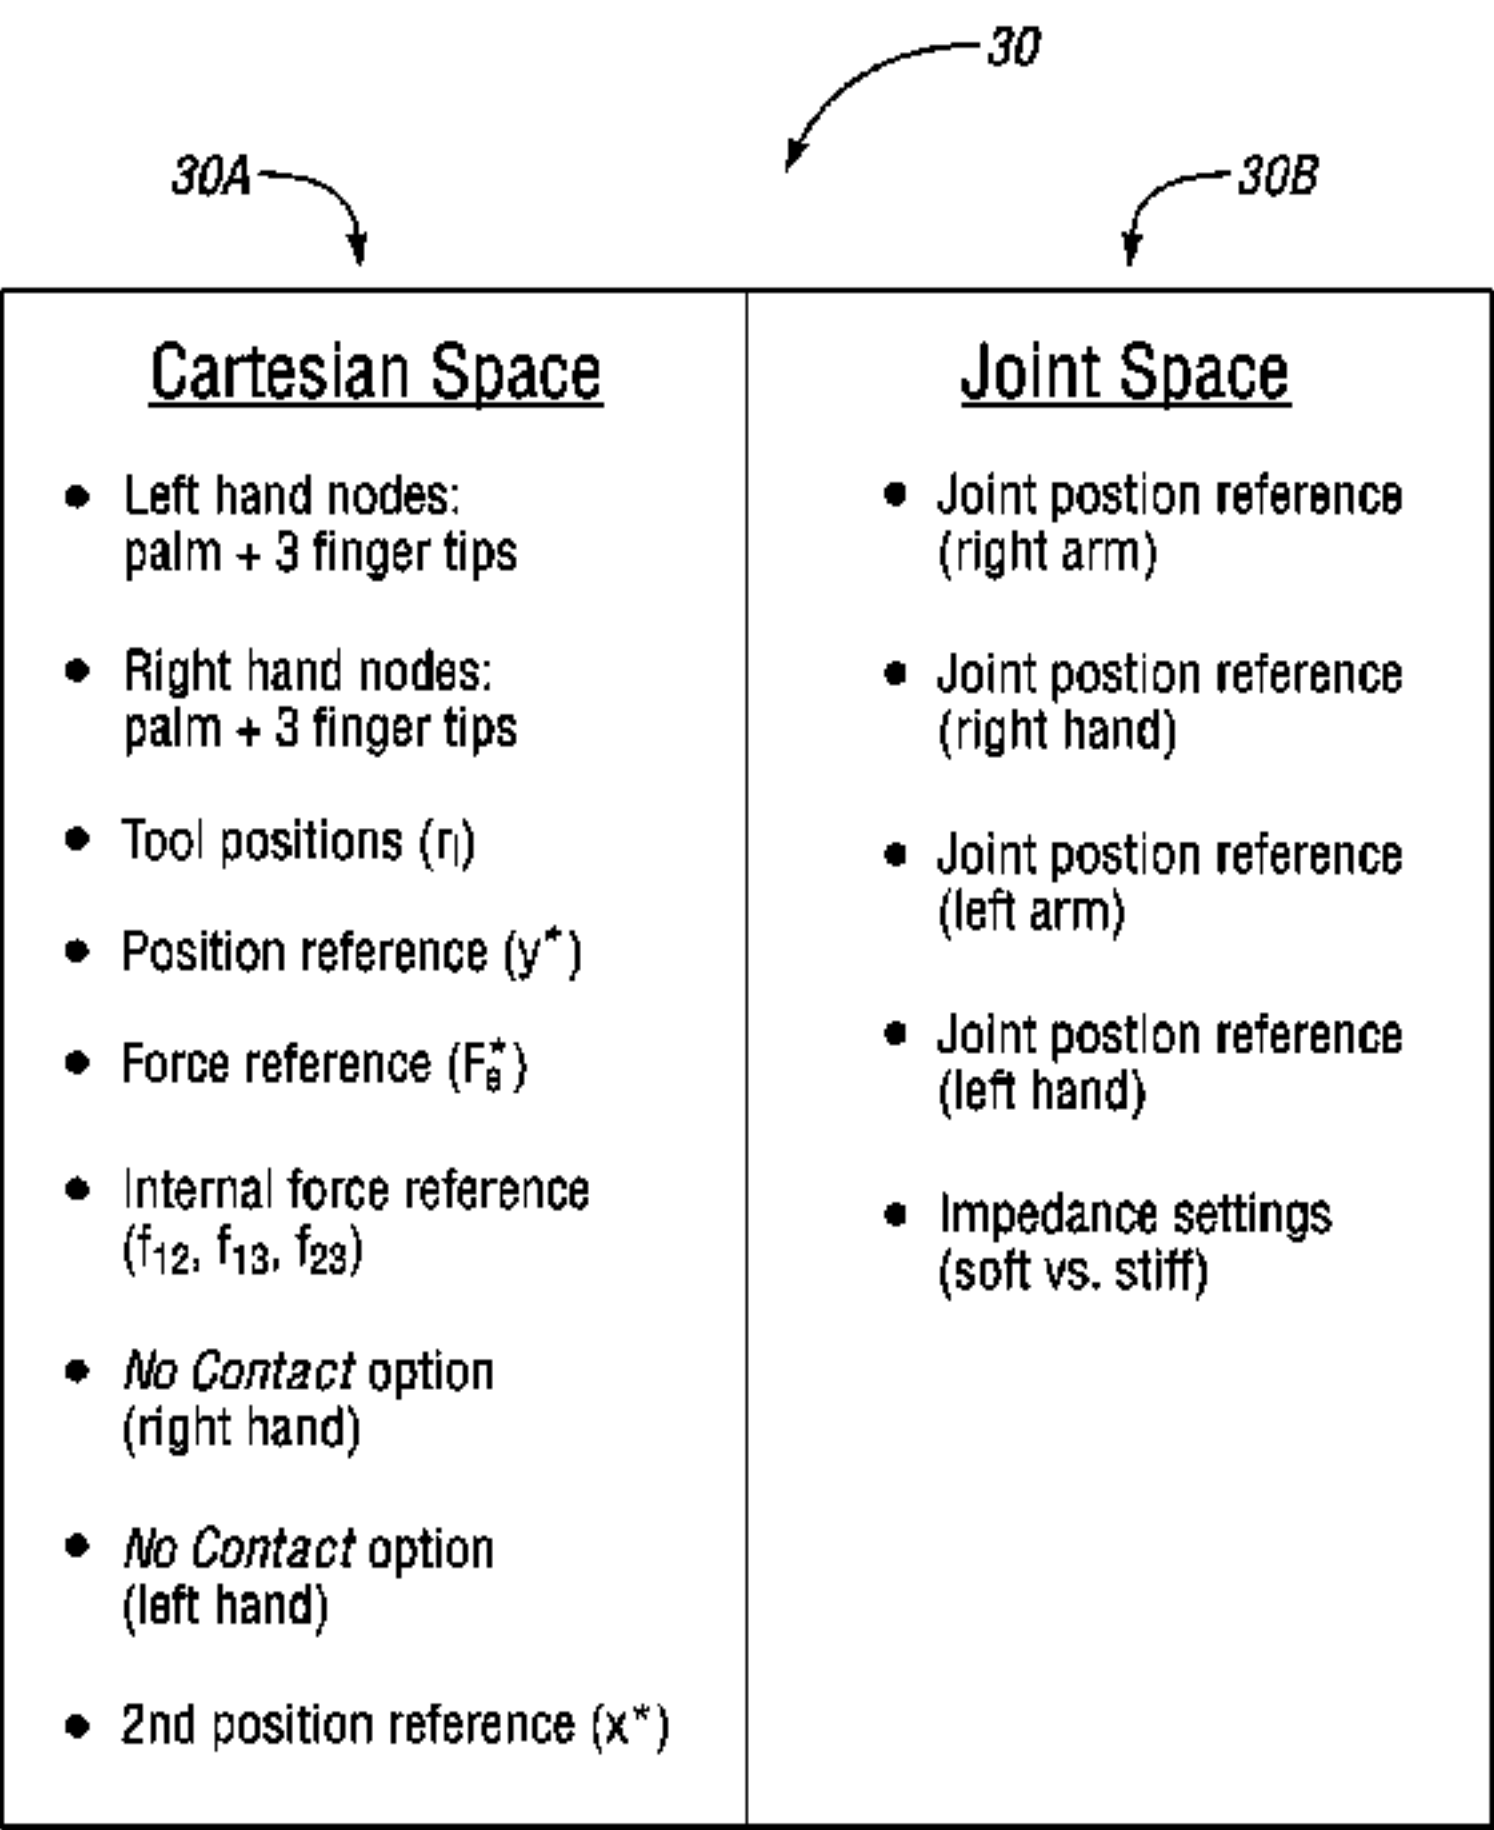 30
30A
30B
Cartesian Space
• Left hand nodes:
palm + 3 finger tips
• Right hand nodes:
palm + 3 finger tips
• Tool positions (rᵢ)
• Position reference (y*)
• Force reference (Fₑ*)
• Internal force reference
(f₁₂, f₁₃, f₂₃)
• No Contact option
(right hand)
• No Contact option
(left hand)
• 2nd position reference (x*)
Joint Space
• Joint postion reference
(right arm)
• Joint postion reference
(right hand)
• Joint postion reference
(left arm)
• Joint postion reference
(left hand)
• Impedance settings
(soft vs. stiff)